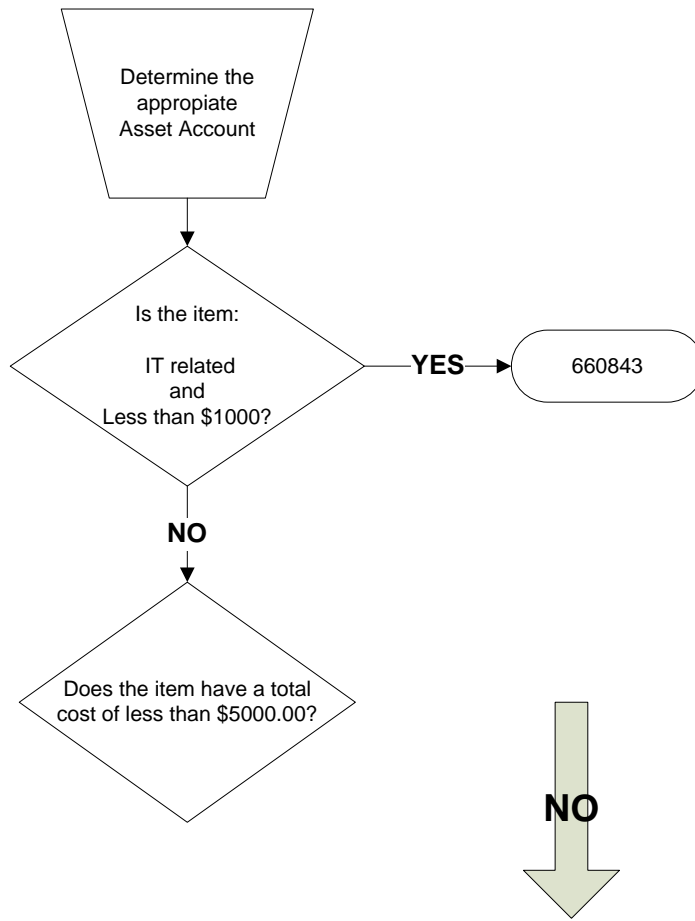 Determine the
appropiate
Asset Account
Is the item:
IT related
and
Less than $1000?
YES
660843
NO
Does the item have a total
cost of less than $5000.00?
NO